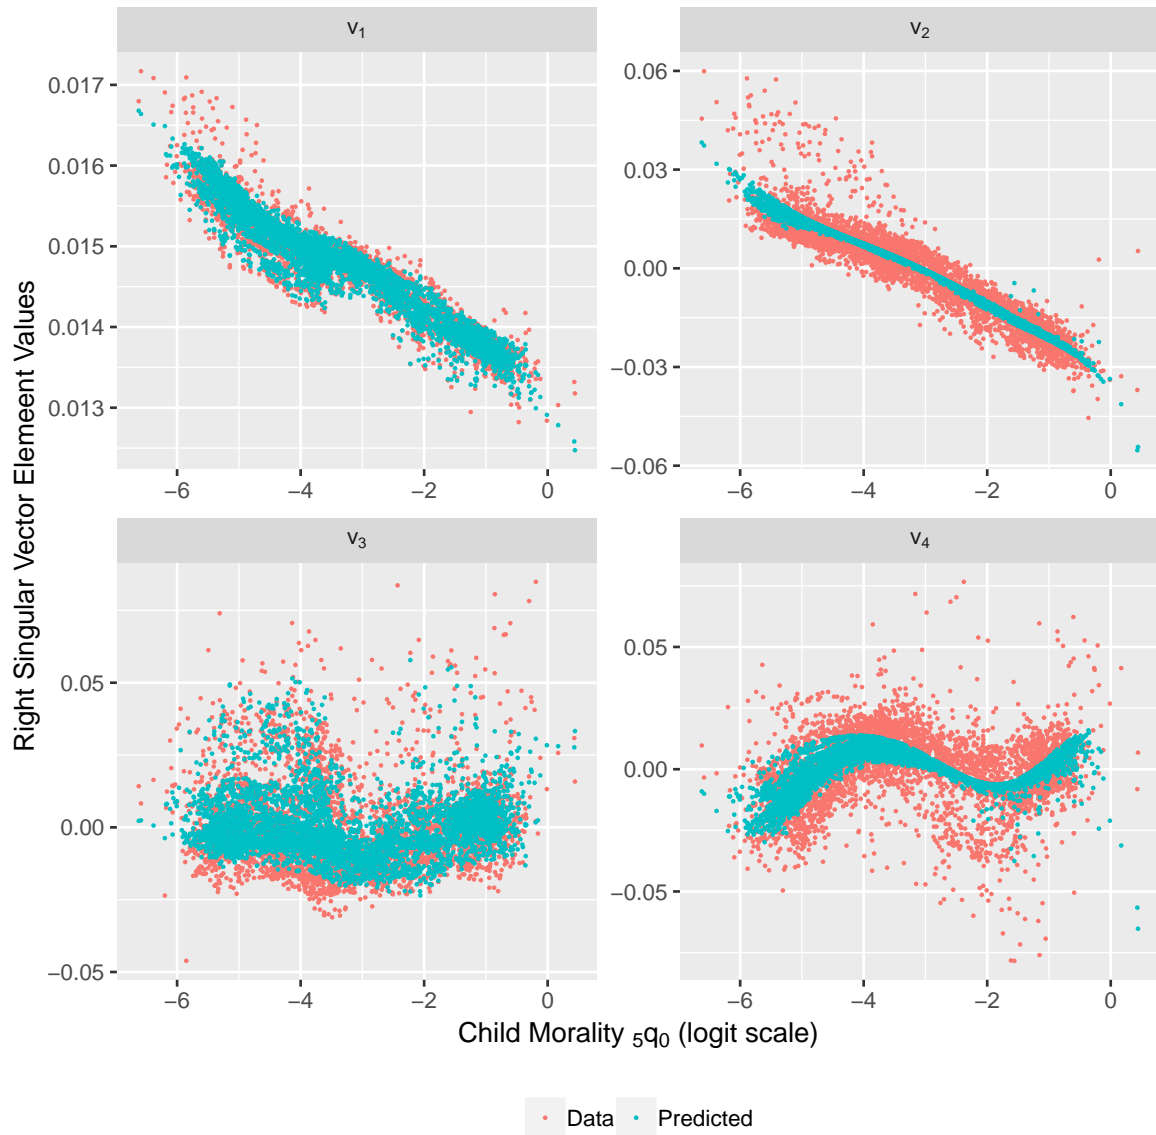 v₁
v₂
0.017
0.016
0.015
0.014
0.013
0.06
0.03
0.00
−0.03
−0.06
−6 −4 −2 0
−6 −4 −2 0
v₃
v₄
0.05
0.00
−0.05
0.05
0.00
−0.05
−6 −4 −2 0
−6 −4 −2 0
Right Singular Vector Elemeent Values
Child Morality ₅q₀ (logit scale)
Data Predicted